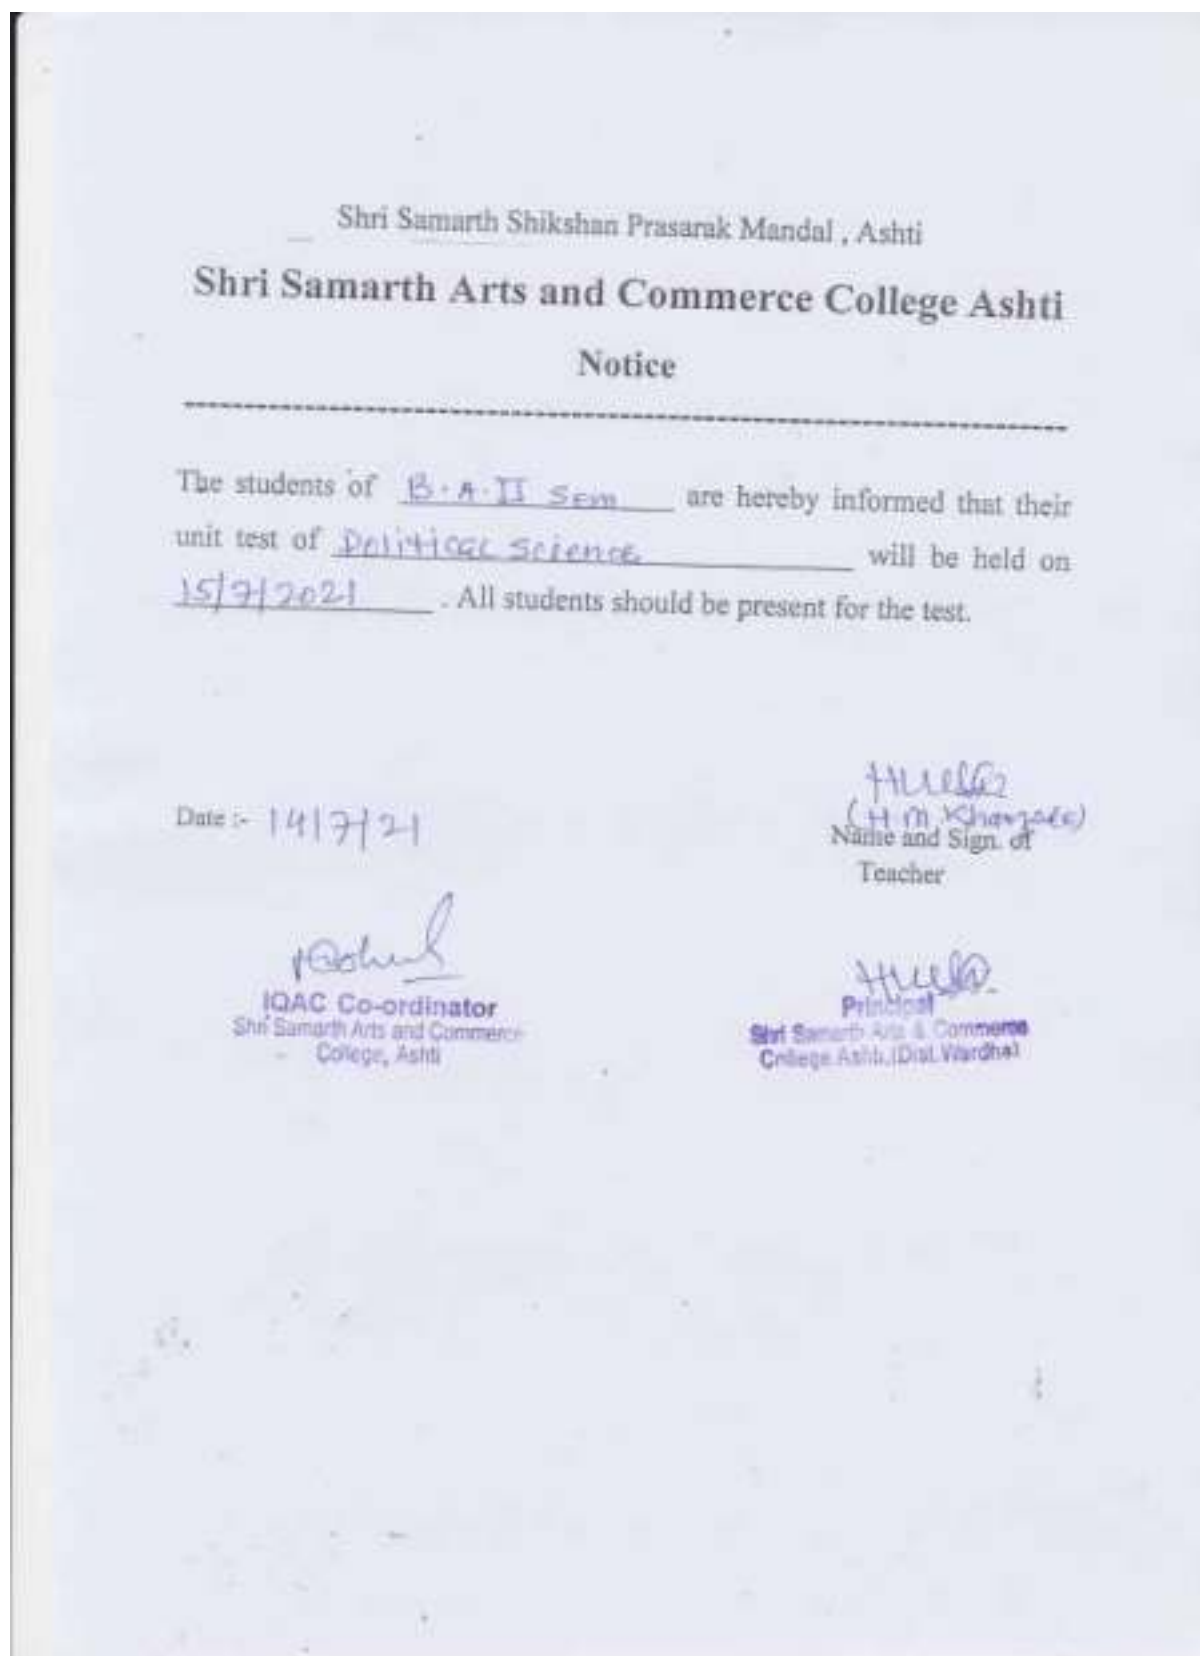 Shri Samarth Shikshan Prasarak Mandal , Ashti
Shri Samarth Arts and Commerce College Ashti
Notice
--------------------------------------------------------------------------------
The students of B.A.II Sem are hereby informed that their
unit test of Political Science will be held on
15/7/2021 . All students should be present for the test.
Date :- 14/7/21
(H.M. Khanzode)
Name and Sign. of
Teacher
IQAC Co-ordinator
Shri Samarth Arts and Commerce
College, Ashti
Principal
Shri Samarth Arts & Commerce
College Ashti, (Dist. Wardha)